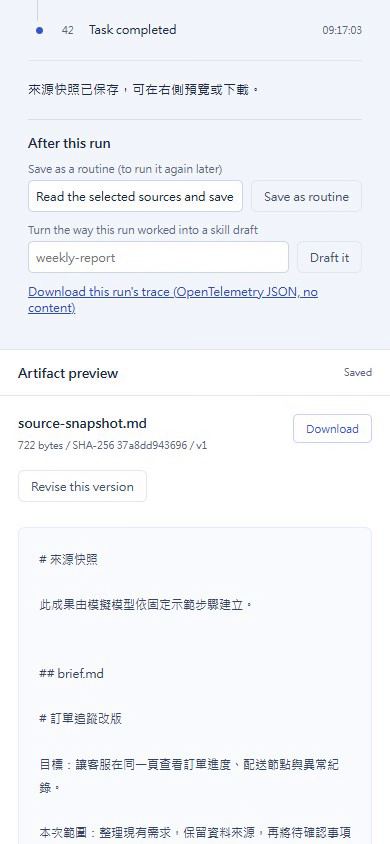 42 Task completed 09:17:03
來源快照已保存，可在右側預覽或下載。
After this run
Save as a routine (to run it again later)
Read the selected sources and save
Save as routine
Turn the way this run worked into a skill draft
weekly-report
Draft it
Download this run's trace (OpenTelemetry JSON, no
content)
Artifact preview
Saved
source-snapshot.md
722 bytes / SHA-256 37a8dd943696 / v1
Download
Revise this version
# 來源快照
此成果由模擬模型依固定示範步驟建立。
## brief.md
# 訂單追蹤改版
目標：讓客服在同一頁查看訂單進度、配送節點與異常紀
錄。
本次範圍：整理現有需求，保留資料來源，再將待確認事項